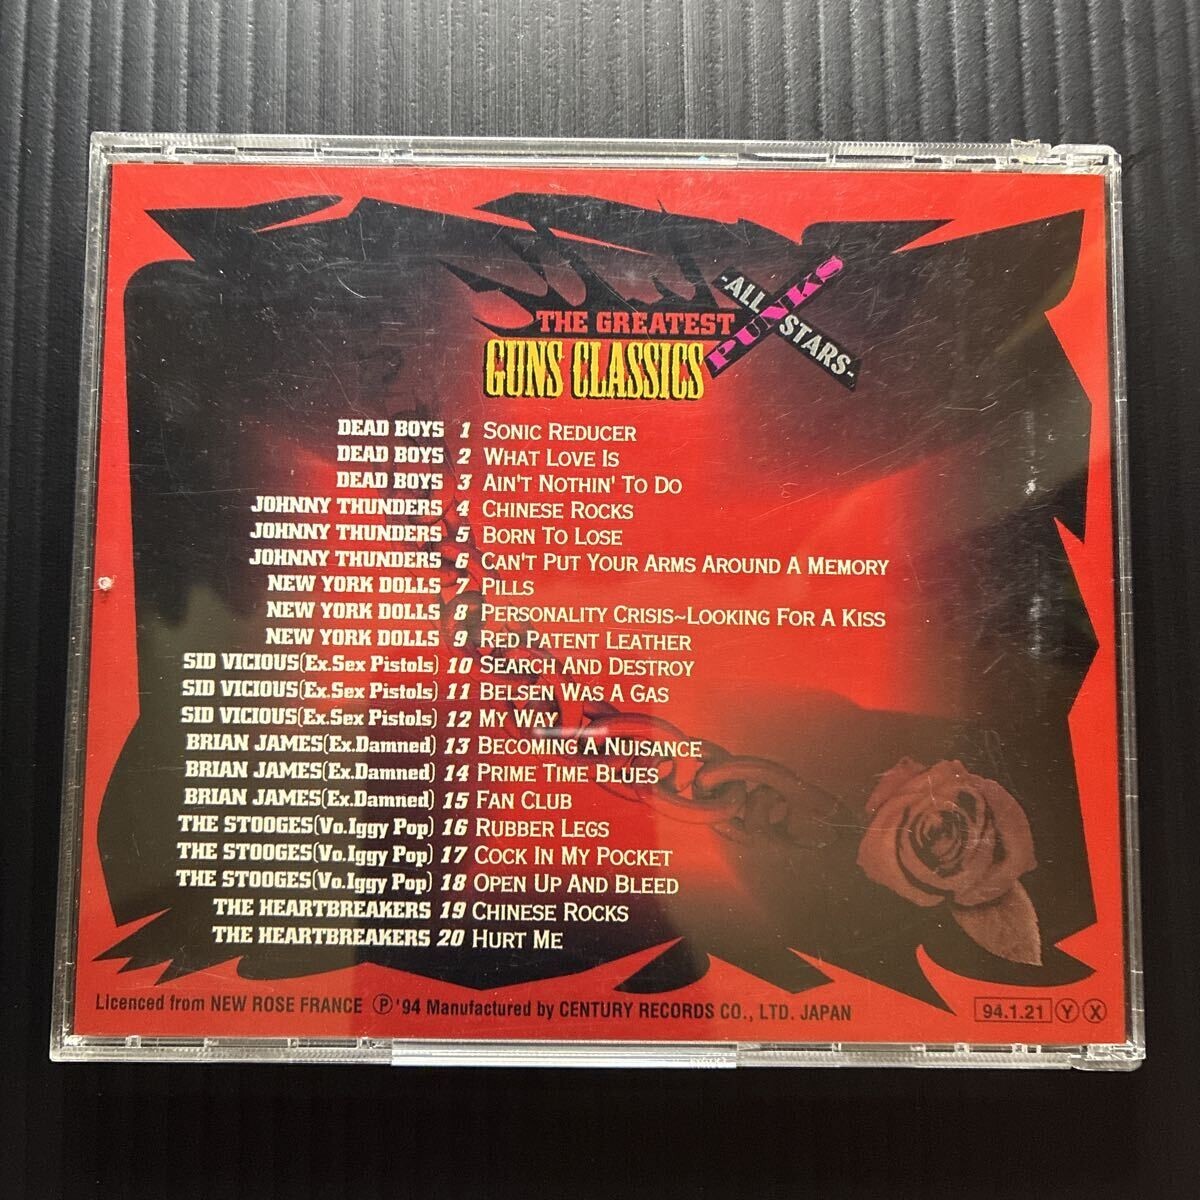 THE GREATEST
GUNS CLASSICS
-ALL STARS-
PUNKS
DEAD BOYS 1 SONIC REDUCER
DEAD BOYS 2 WHAT LOVE IS
DEAD BOYS 3 AIN'T NOTHIN' TO DO
JOHNNY THUNDERS 4 CHINESE ROCKS
JOHNNY THUNDERS 5 BORN TO LOSE
JOHNNY THUNDERS 6 CAN'T PUT YOUR ARMS AROUND A MEMORY
NEW YORK DOLLS 7 PILLS
NEW YORK DOLLS 8 PERSONALITY CRISIS~LOOKING FOR A KISS
NEW YORK DOLLS 9 RED PATENT LEATHER
SID VICIOUS(Ex.Sex Pistols) 10 SEARCH AND DESTROY
SID VICIOUS(Ex.Sex Pistols) 11 BELSEN WAS A GAS
SID VICIOUS(Ex.Sex Pistols) 12 MY WAY
BRIAN JAMES(Ex.Damned) 13 BECOMING A NUISANCE
BRIAN JAMES(Ex.Damned) 14 PRIME TIME BLUES
BRIAN JAMES(Ex.Damned) 15 FAN CLUB
THE STOOGES(Vo.Iggy Pop) 16 RUBBER LEGS
THE STOOGES(Vo.Iggy Pop) 17 COCK IN MY POCKET
THE STOOGES(Vo.Iggy Pop) 18 OPEN UP AND BLEED
THE HEARTBREAKERS 19 CHINESE ROCKS
THE HEARTBREAKERS 20 HURT ME
Licenced from NEW ROSE FRANCE Ⓟ'94 Manufactured by CENTURY RECORDS CO., LTD. JAPAN
94.1.21 Ⓨ Ⓧ